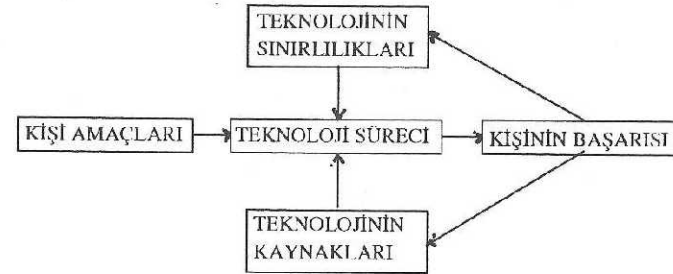 TEKNOLOJİNİN
SINIRLILIKLARI
KİŞİ AMAÇLARI
TEKNOLOJİ SÜRECİ
KİŞİNİN BAŞARISI
TEKNOLOJİNİN
KAYNAKLARI